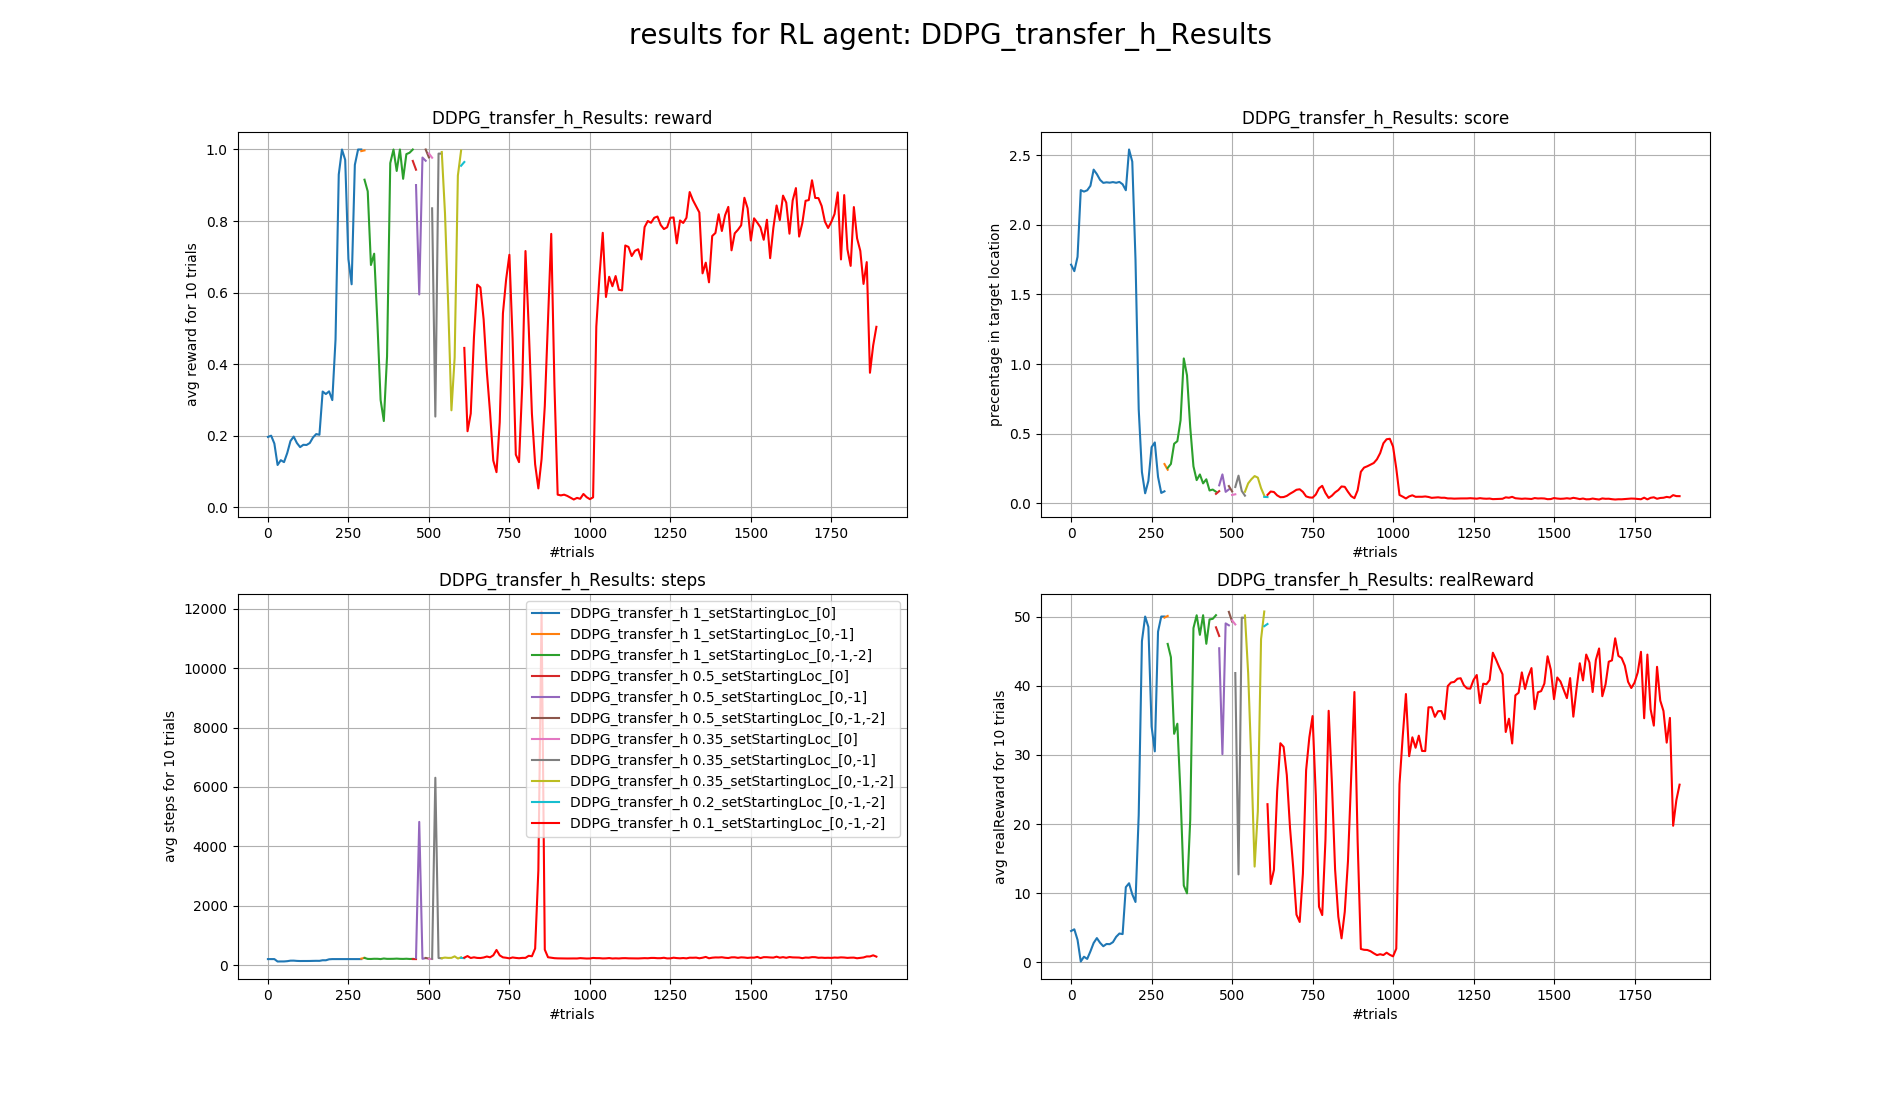 results for RL agent: DDPG_transfer_h_Results
DDPG_transfer_h_Results: reward
avg reward for 10 trials
1.0
0.8
0.6
0.4
0.2
0.0
0 250 500 750 1000 1250 1500 1750
#trials
DDPG_transfer_h_Results: score
precentage in target location
2.5
2.0
1.5
1.0
0.5
0.0
0 250 500 750 1000 1250 1500 1750
#trials
DDPG_transfer_h_Results: steps
avg steps for 10 trials
12000
10000
8000
6000
4000
2000
0
0 250 500 750 1000 1250 1500 1750
#trials
DDPG_transfer_h 1_setStartingLoc_[0]
DDPG_transfer_h 1_setStartingLoc_[0,-1]
DDPG_transfer_h 1_setStartingLoc_[0,-1,-2]
DDPG_transfer_h 0.5_setStartingLoc_[0]
DDPG_transfer_h 0.5_setStartingLoc_[0,-1]
DDPG_transfer_h 0.5_setStartingLoc_[0,-1,-2]
DDPG_transfer_h 0.35_setStartingLoc_[0]
DDPG_transfer_h 0.35_setStartingLoc_[0,-1]
DDPG_transfer_h 0.35_setStartingLoc_[0,-1,-2]
DDPG_transfer_h 0.2_setStartingLoc_[0,-1,-2]
DDPG_transfer_h 0.1_setStartingLoc_[0,-1,-2]
DDPG_transfer_h_Results: realReward
avg realReward for 10 trials
50
40
30
20
10
0
0 250 500 750 1000 1250 1500 1750
#trials